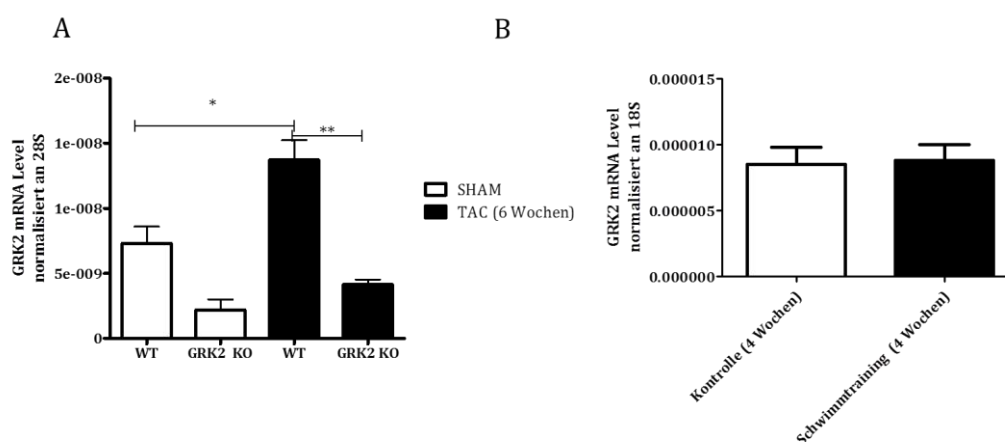 A
GRK2 mRNA Level
normalisiert an 28S
2e-008
1e-008
1e-008
5e-009
0
*
**
WT
GRK2 KO
WT
GRK2 KO
SHAM
TAC (6 Wochen)
B
GRK2 mRNA Level
normalisiert an 18S
0.000015
0.000010
0.000005
0.000000
Kontrolle (4 Wochen)
Schwimmtraining (4 Wochen)